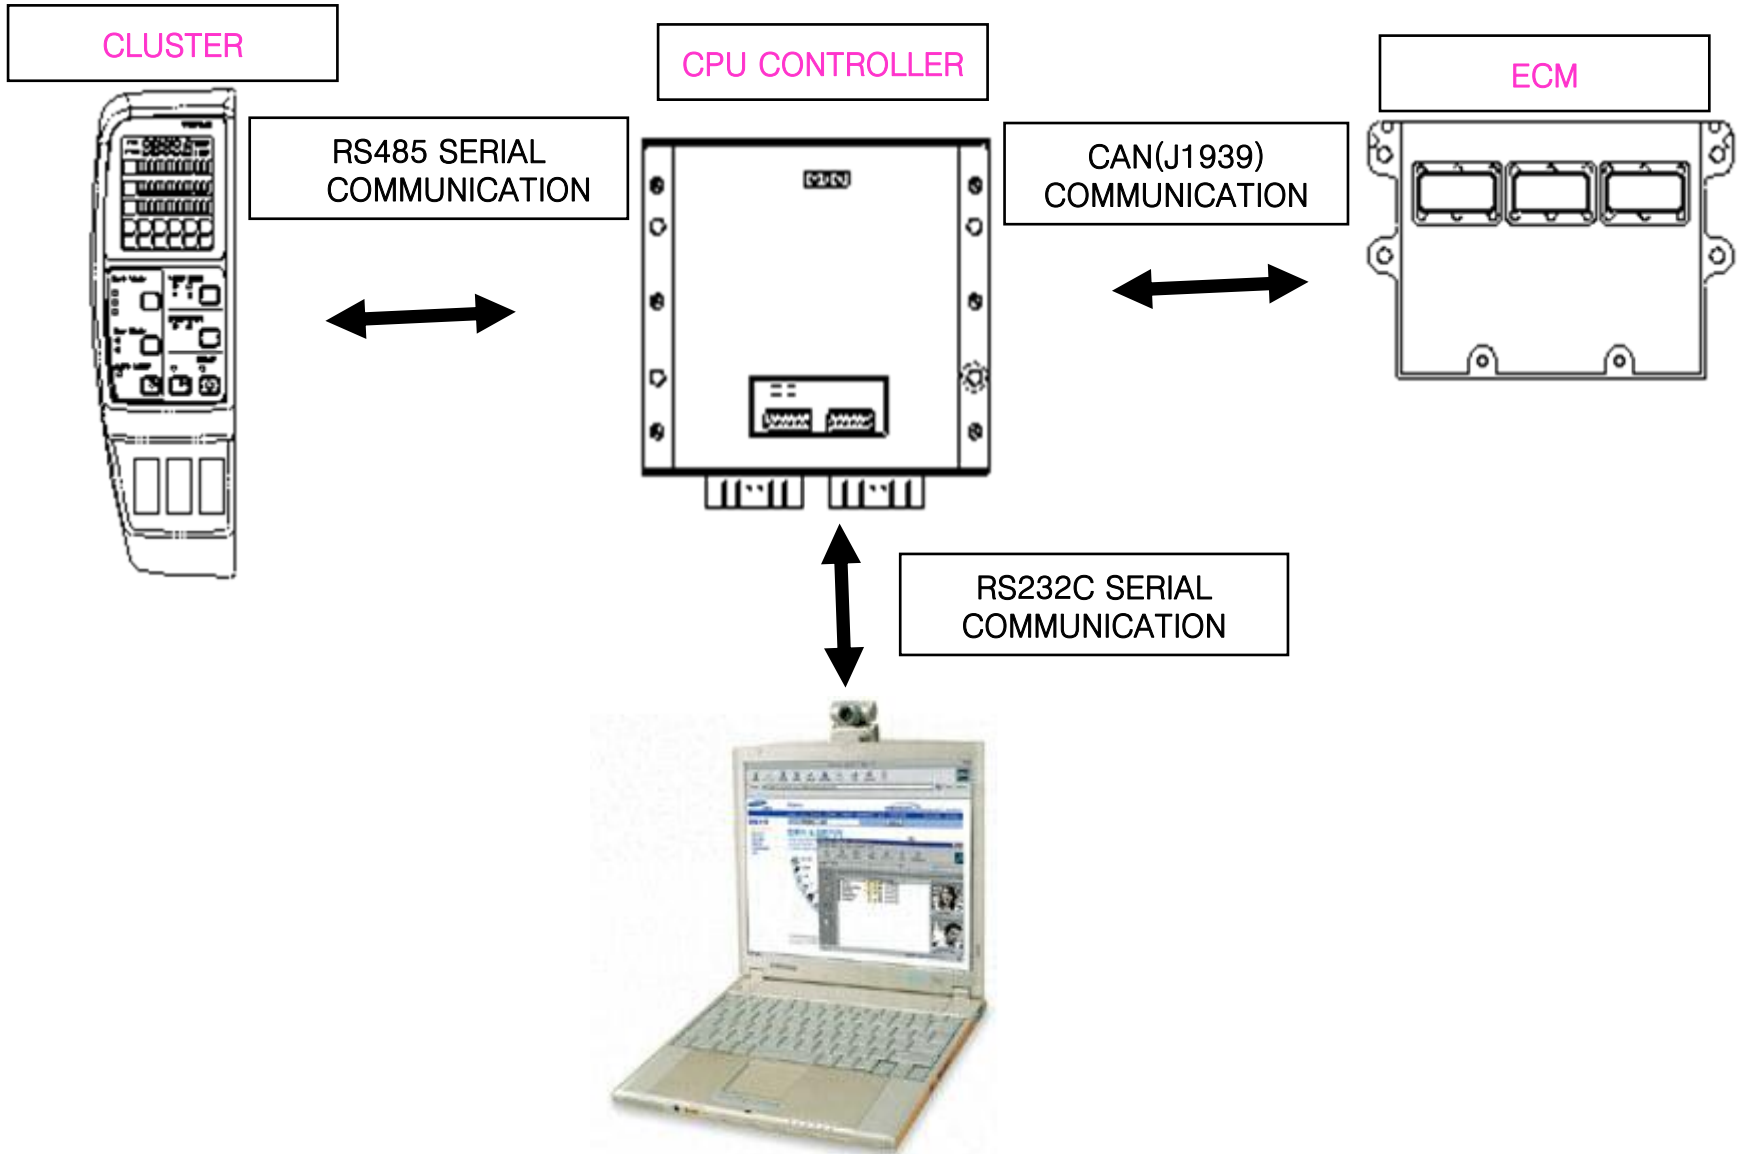 CLUSTER
CPU CONTROLLER
ECM
RS485 SERIAL
COMMUNICATION
CAN(J1939)
COMMUNICATION
RS232C SERIAL
COMMUNICATION